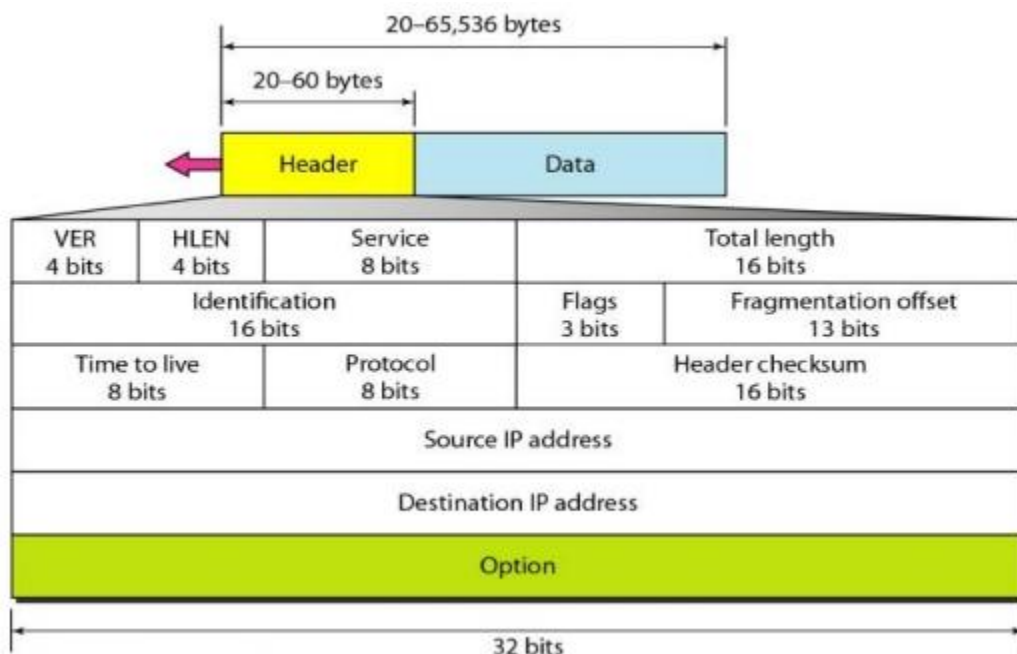 20–65,536 bytes
20–60 bytes
Header
Data
VER
4 bits
HLEN
4 bits
Service
8 bits
Total length
16 bits
Identification
16 bits
Flags
3 bits
Fragmentation offset
13 bits
Time to live
8 bits
Protocol
8 bits
Header checksum
16 bits
Source IP address
Destination IP address
Option
32 bits